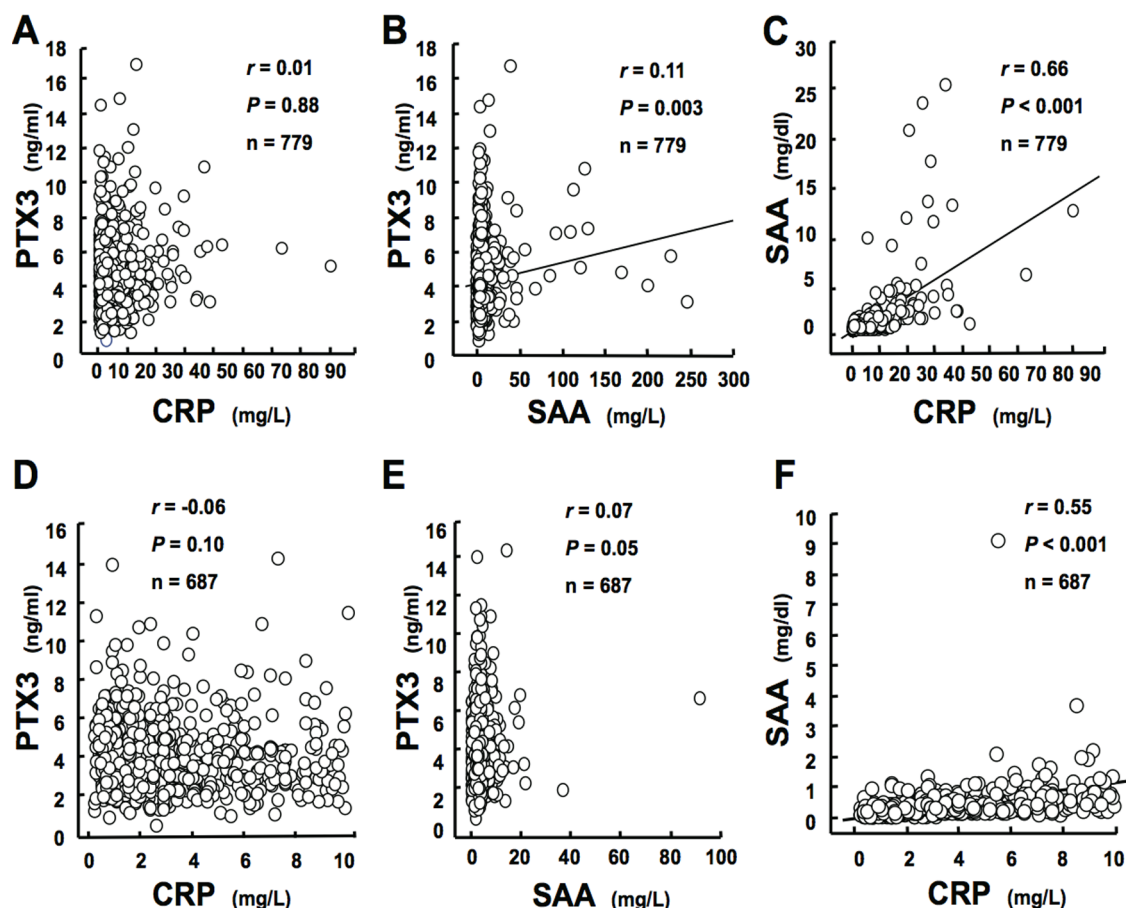 A
PTX3 (ng/ml)
18
16
14
12
10
8
6
4
2
0
r = 0.01
P = 0.88
n = 779
0 10 20 30 40 50 60 70 90
CRP (mg/L)
B
PTX3 (ng/ml)
18
16
14
12
10
8
6
4
2
0
r = 0.11
P = 0.003
n = 779
0 50 100 150 200 250 300
SAA (mg/L)
C
SAA (mg/dl)
30
25
20
15
10
5
0
r = 0.66
P < 0.001
n = 779
0 10 20 30 40 50 60 70 80 90
CRP (mg/L)
D
PTX3 (ng/ml)
16
14
12
10
8
6
4
2
0
r = -0.06
P = 0.10
n = 687
0 2 4 6 8 10
CRP (mg/L)
E
PTX3 (ng/ml)
16
14
12
10
8
6
4
2
0
r = 0.07
P = 0.05
n = 687
0 20 40 60 80 100
SAA (mg/L)
F
SAA (mg/dl)
10
9
8
7
6
5
4
3
2
1
0
r = 0.55
P < 0.001
n = 687
0 2 4 6 8 10
CRP (mg/L)